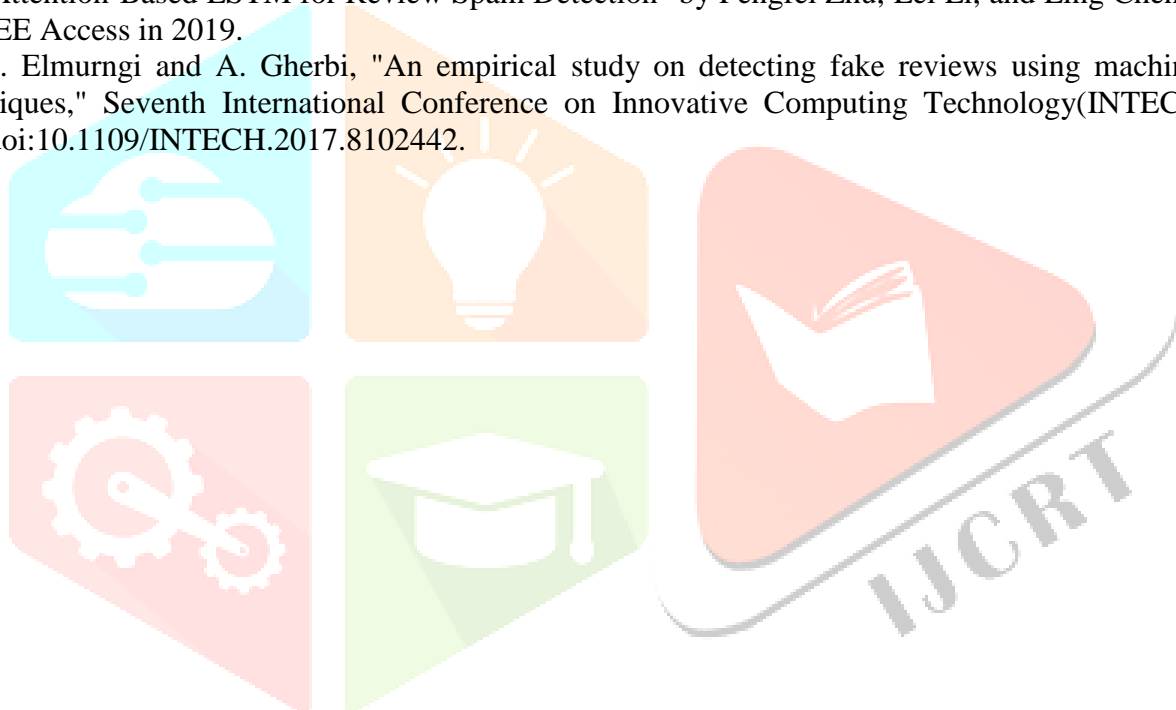 Attention-Based LSTM for Review Spam Detection" by Pengfei Zhu, Lei Li, and Ling Chen
EE Access in 2019.
. Elmurngi and A. Gherbi, "An empirical study on detecting fake reviews using machin
iques," Seventh International Conference on Innovative Computing Technology(INTEC
oi:10.1109/INTECH.2017.8102442.
IJCRT